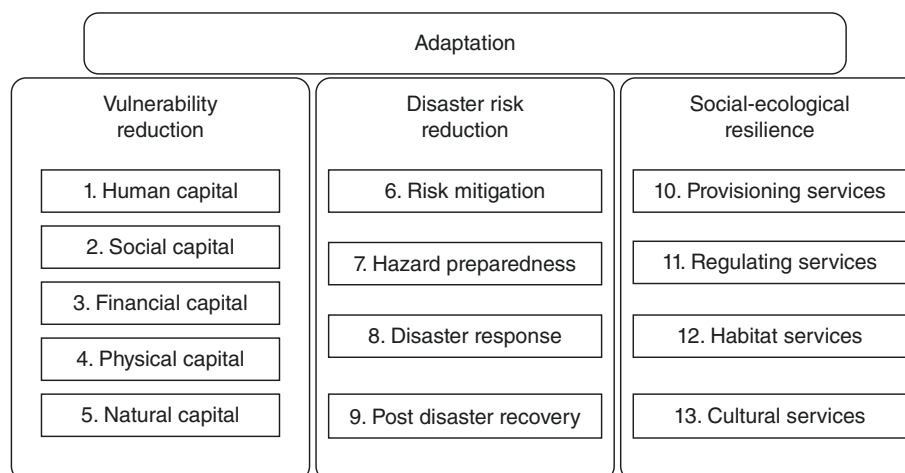 Adaptation
Vulnerability
reduction
1. Human capital
2. Social capital
3. Financial capital
4. Physical capital
5. Natural capital
Disaster risk
reduction
6. Risk mitigation
7. Hazard preparedness
8. Disaster response
9. Post disaster recovery
Social-ecological
resilience
10. Provisioning services
11. Regulating services
12. Habitat services
13. Cultural services